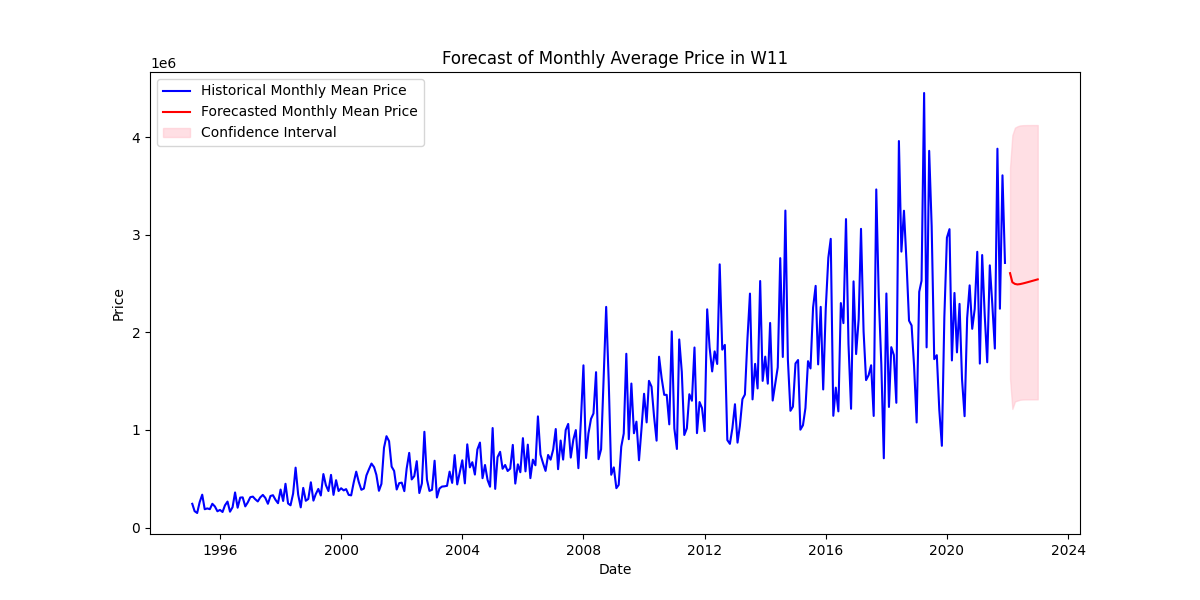 Forecast of Monthly Average Price in W11
1e6
Historical Monthly Mean Price
Forecasted Monthly Mean Price
Confidence Interval
4
3
2
1
0
Price
1996 2000 2004 2008 2012 2016 2020 2024
Date